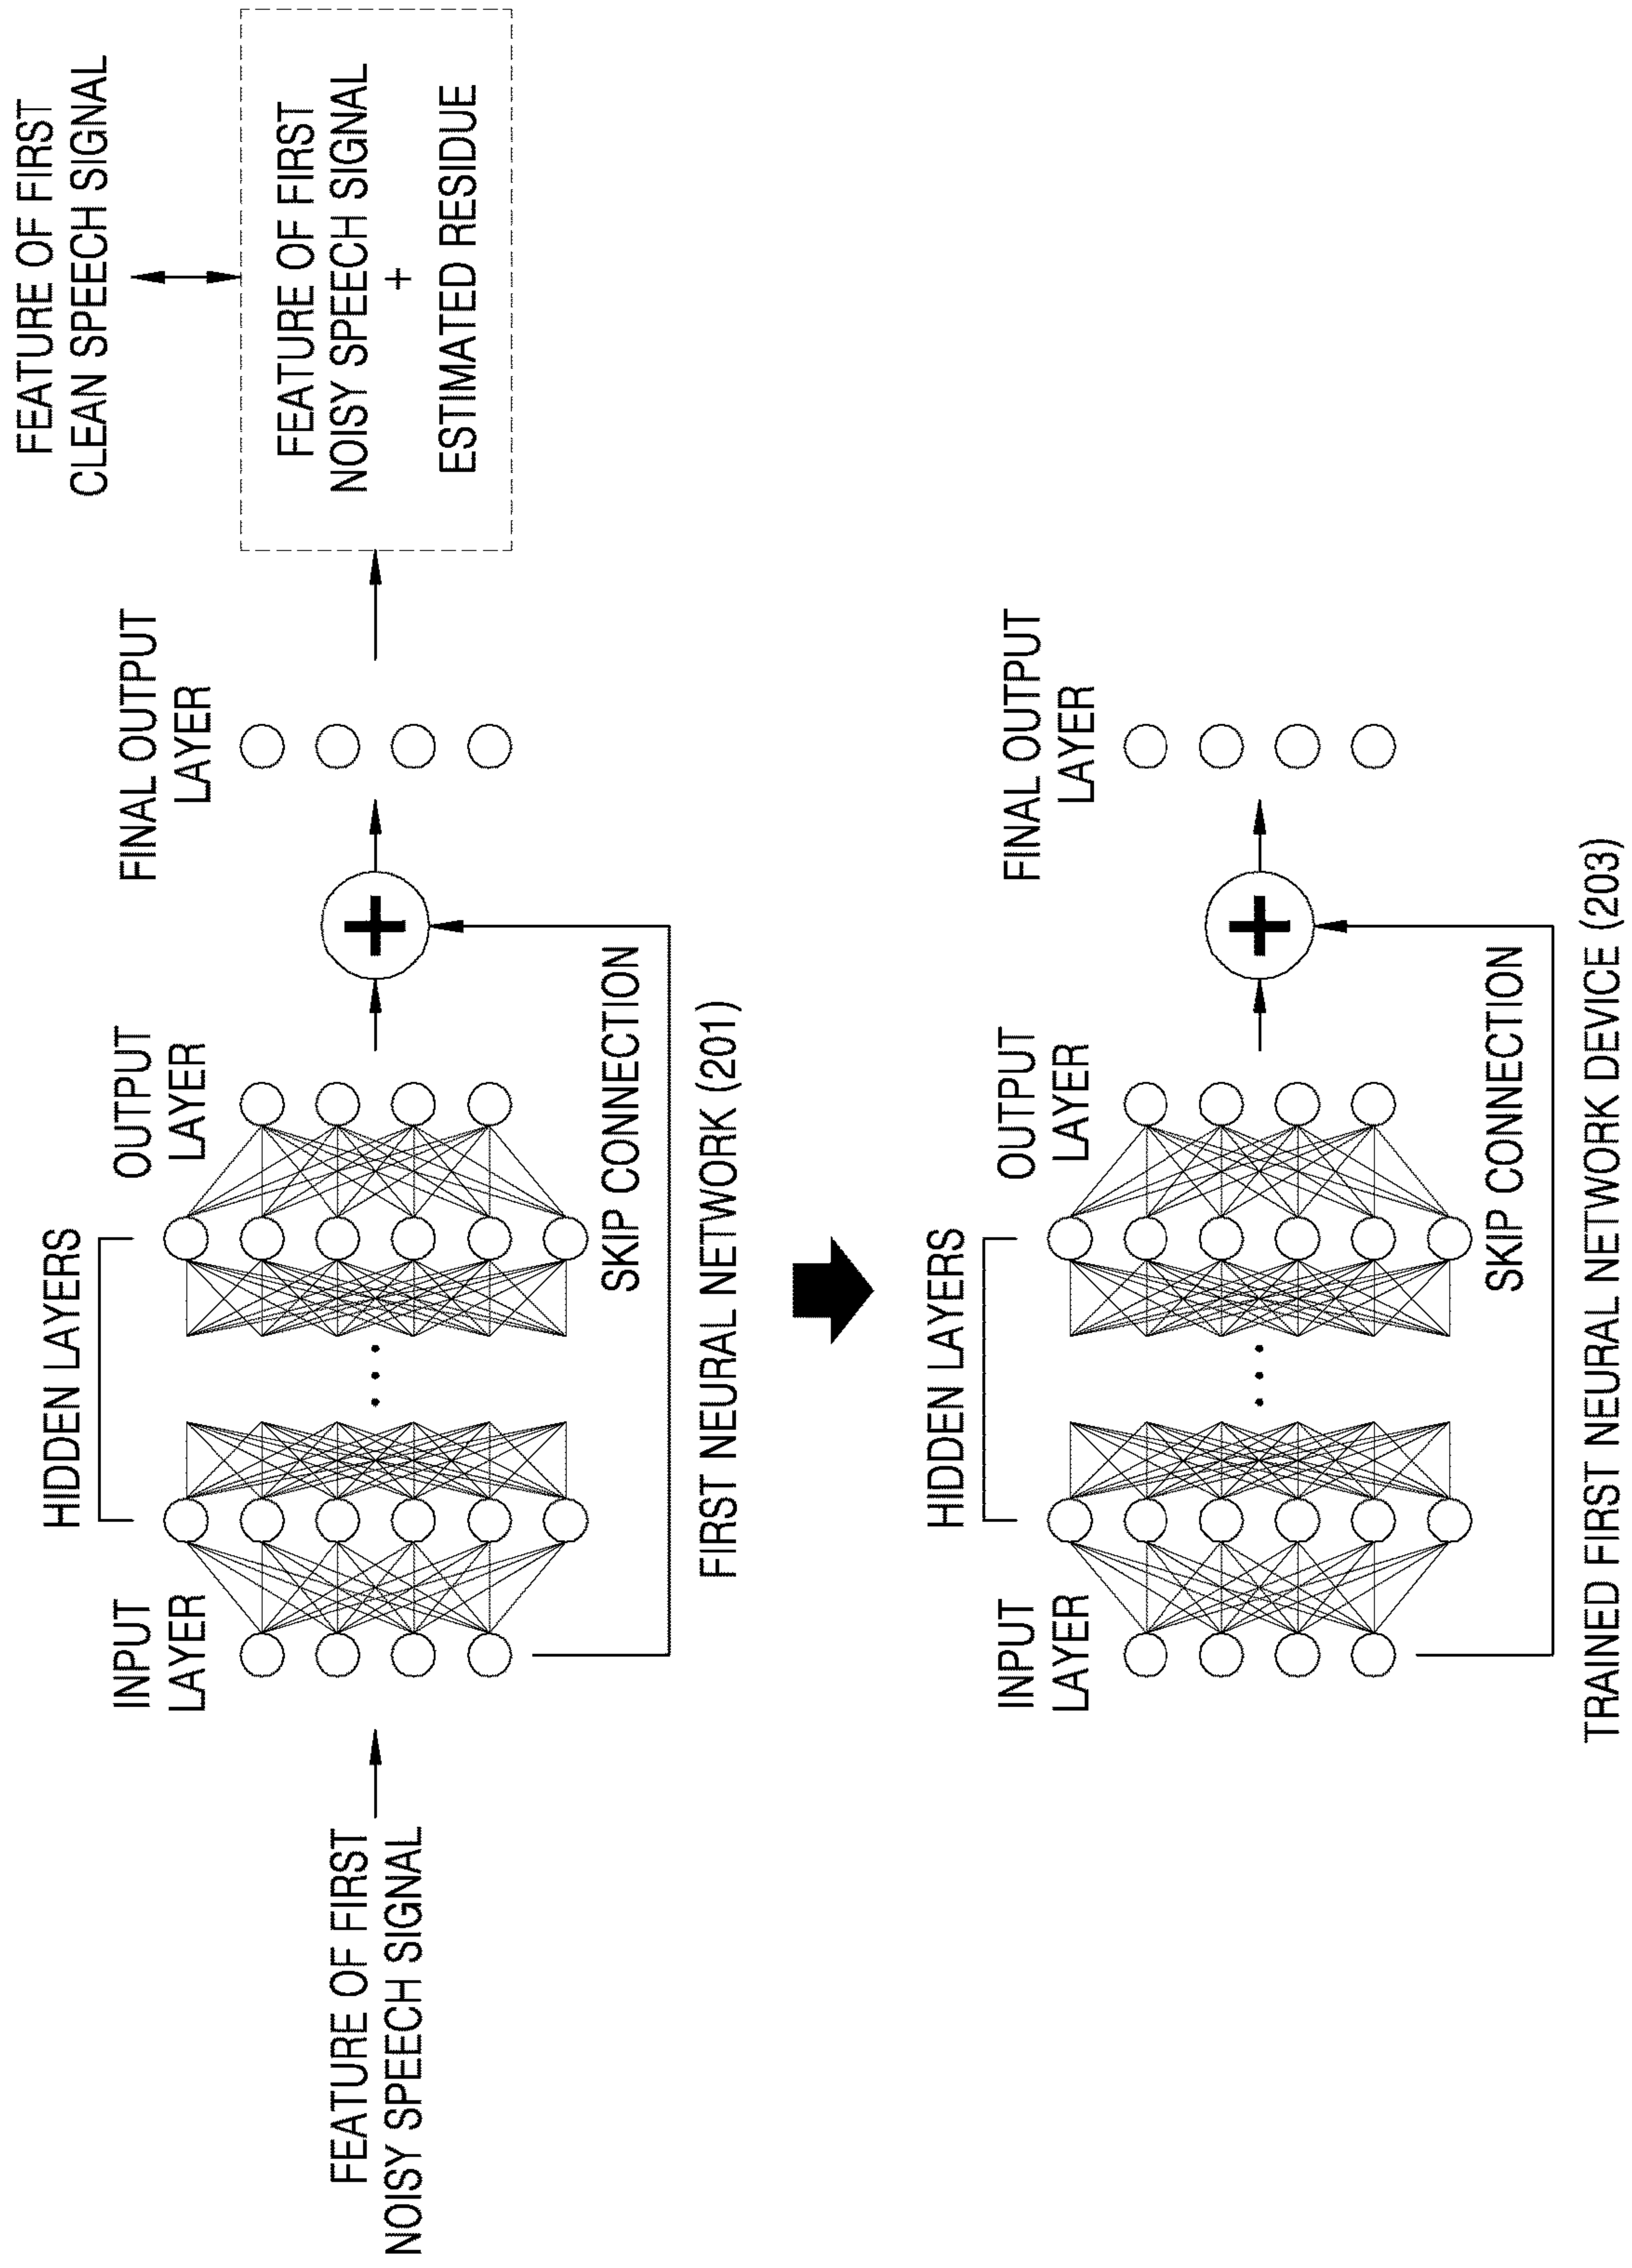 FEATURE OF FIRST
NOISY SPEECH SIGNAL
INPUT
LAYER
HIDDEN LAYERS
OUTPUT
LAYER
SKIP CONNECTION
FINAL OUTPUT
LAYER
FEATURE OF FIRST
CLEAN SPEECH SIGNAL
FEATURE OF FIRST
NOISY SPEECH SIGNAL
+
ESTIMATED RESIDUE
FIRST NEURAL NETWORK (201)
INPUT
LAYER
HIDDEN LAYERS
OUTPUT
LAYER
SKIP CONNECTION
FINAL OUTPUT
LAYER
TRAINED FIRST NEURAL NETWORK DEVICE (203)